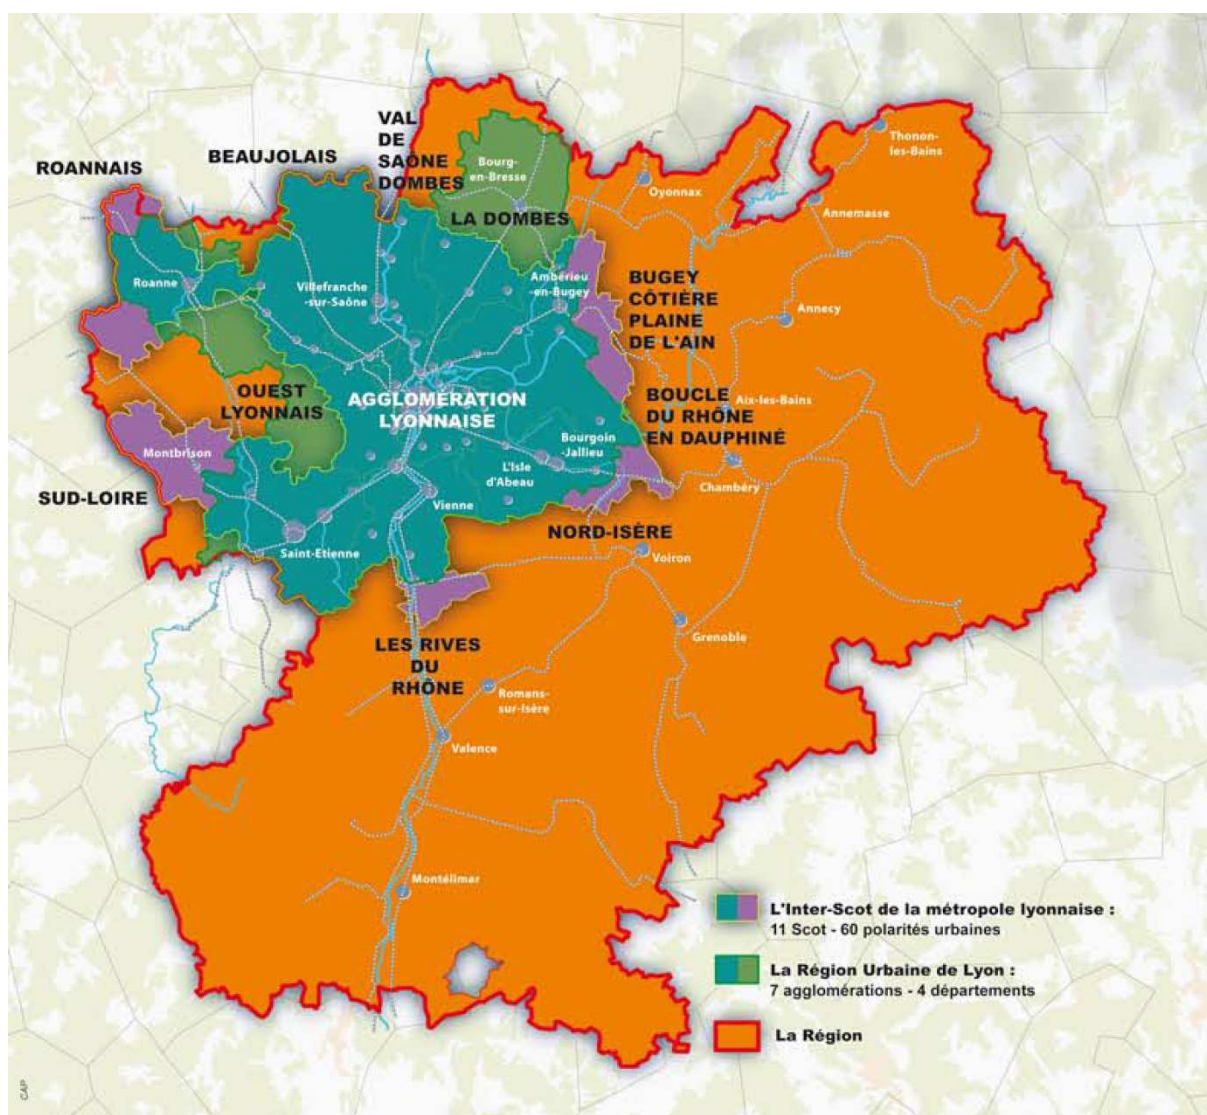 VAL
DE
SAÔNE
DOMBES
BEAUJOLAIS
ROANNAIS
Thonon-
les-Bains
Bourg-
en-Bresse
Oyonnax
LA DOMBES
Annemasse
Roanne
Villefranche
-sur-Saône
Ambérieu
-en-Bugey
BUGEY
CÔTIÈRE
PLAINE
DE L'AIN
Annecy
OUEST
LYONNAIS
AGGLOMÉRATION
LYONNAISE
BOUCLE
DU RHÔNE
EN DAUPHINÉ
Aix-les-Bains
Montbrison
Bourgoin
-Jallieu
L'Isle
d'Abeau
Chambéry
SUD-LOIRE
Vienne
NORD-ISÈRE
Saint-Etienne
Voiron
Grenoble
LES RIVES
DU
RHÔNE
Romans-
sur-Isère
Valence
Montélimar
L'Inter-Scot de la métropole lyonnaise :
11 Scot - 60 polarités urbaines
La Région Urbaine de Lyon :
7 agglomérations - 4 départements
La Région
CAP